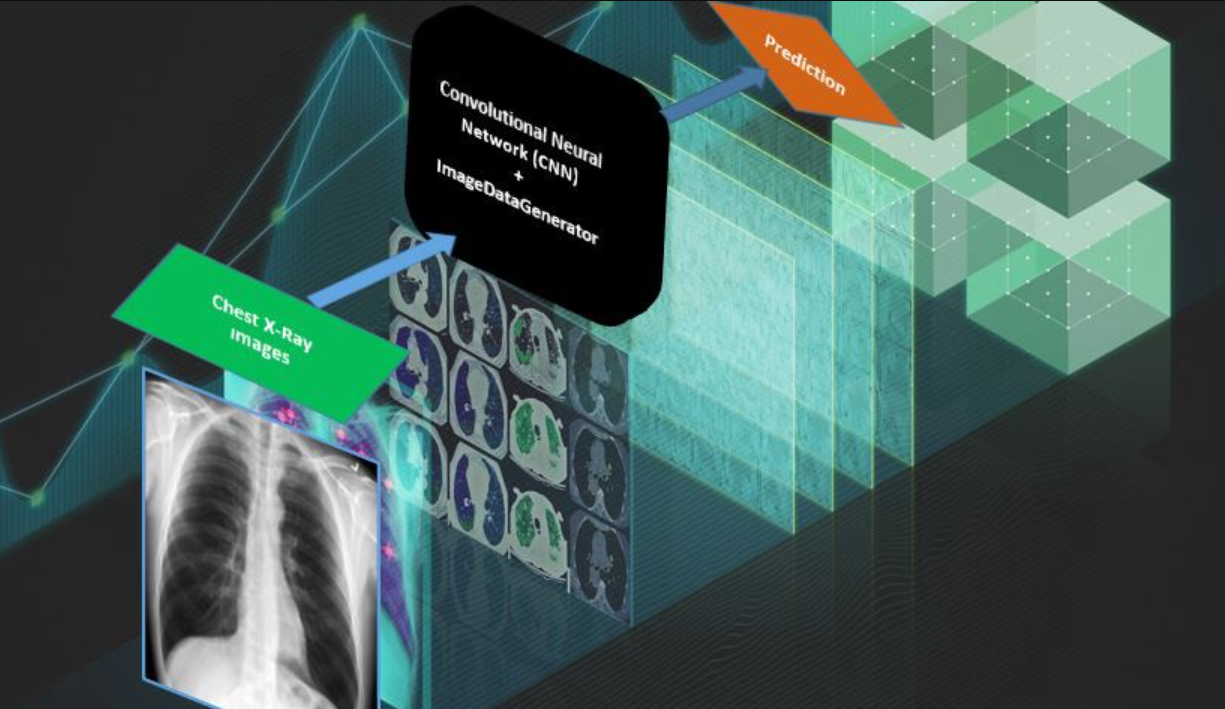 Chest X-Ray
Images
Convolutional Neural
Network (CNN)
+
ImageDataGenerator
Prediction